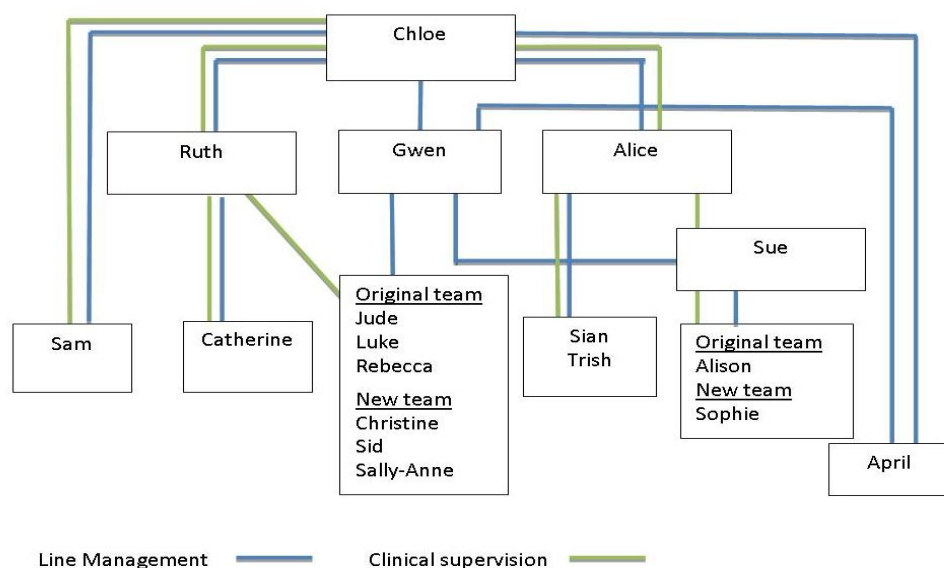 Chloe
Ruth
Gwen
Alice
Sue
Sam
Catherine
Original team
Jude
Luke
Rebecca
New team
Christine
Sid
Sally-Anne
Sian
Trish
Original team
Alison
New team
Sophie
April
Line Management
Clinical supervision